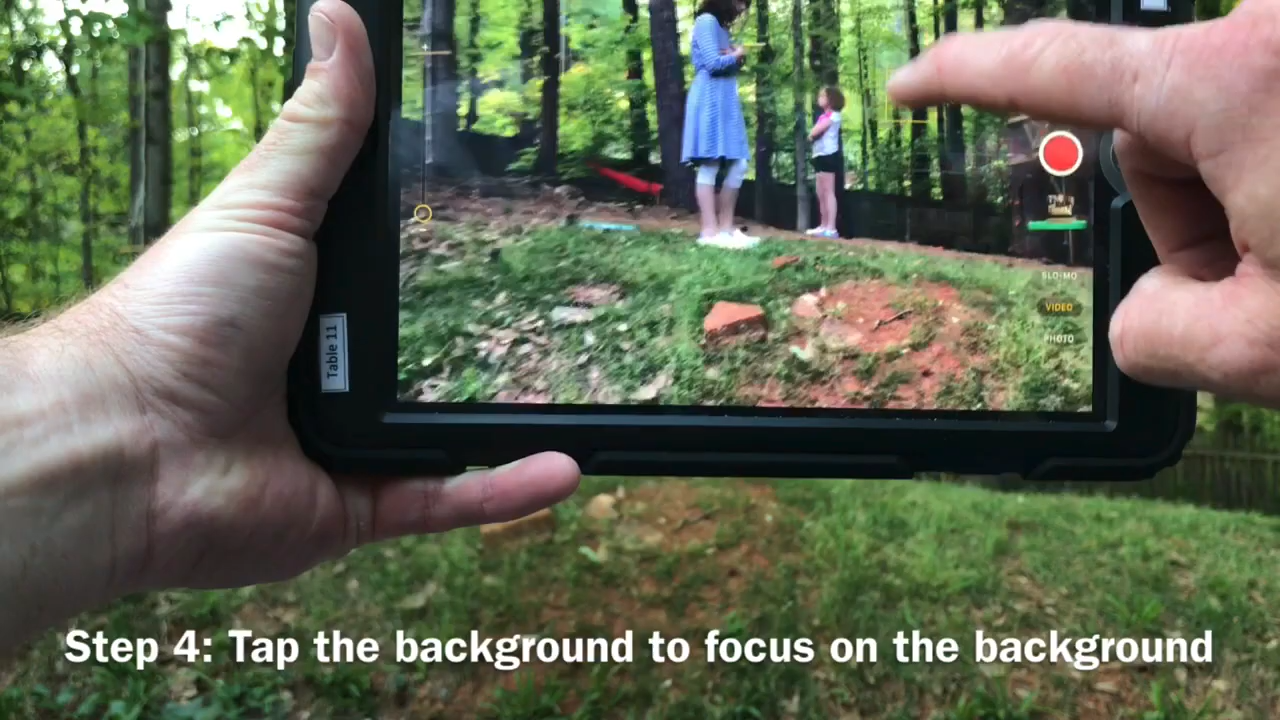 SLO-MO
VIDEO
PHOTO
Table 11
Step 4: Tap the background to focus on the background